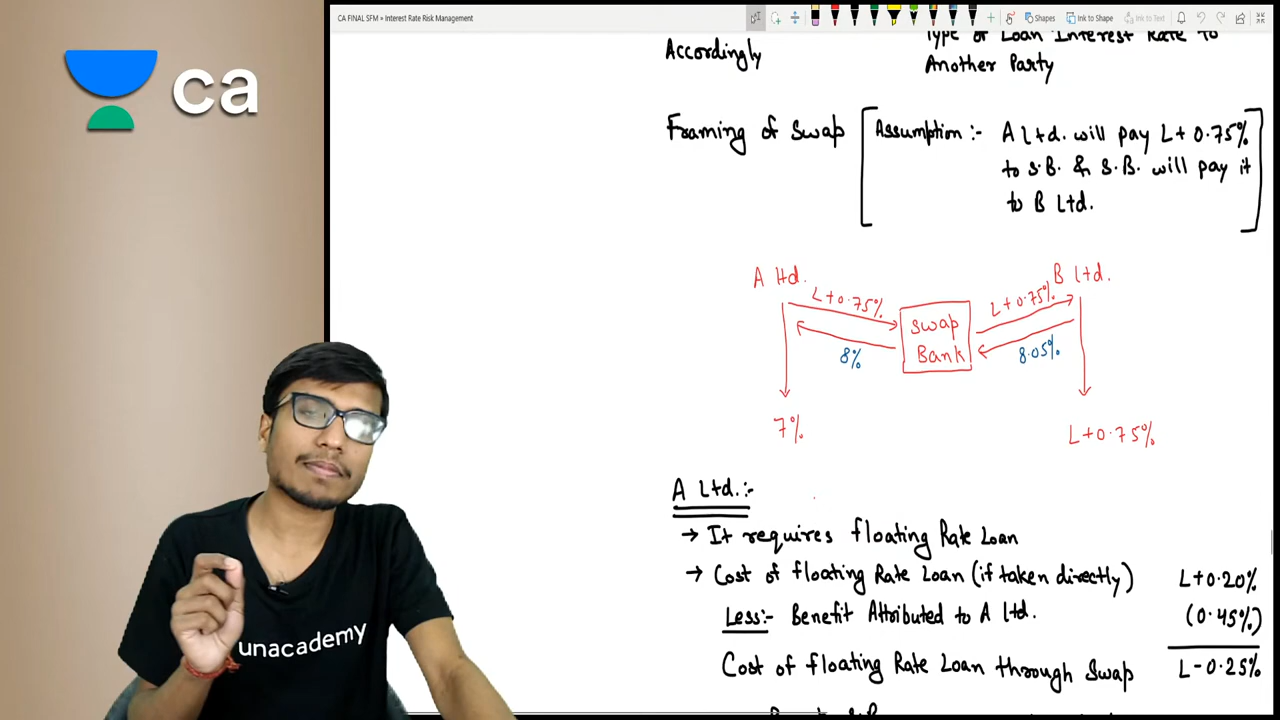 CA FINAL SFM » Interest Rate Risk Management
Shapes
Ink to Shape
Ink to Text
ca
Type of Loan Interest Rate to
Accordingly
Another Party
Framing of Swap
Assumption :- A Ltd. will pay L+0.75%
to S.B. & S.B. will pay it
to B Ltd.
A Ltd.
B Ltd.
L+0.75%
L+0.75%
Swap
Bank
8%
8.05%
7%
L+0.75%
A Ltd.:-
→ It requires floating Rate Loan
→ Cost of floating Rate Loan (if taken directly) L+0.20%
Less:- Benefit Attributed to A Ltd. (0.45%)
Cost of floating Rate Loan through Swap L-0.25%
unacademy